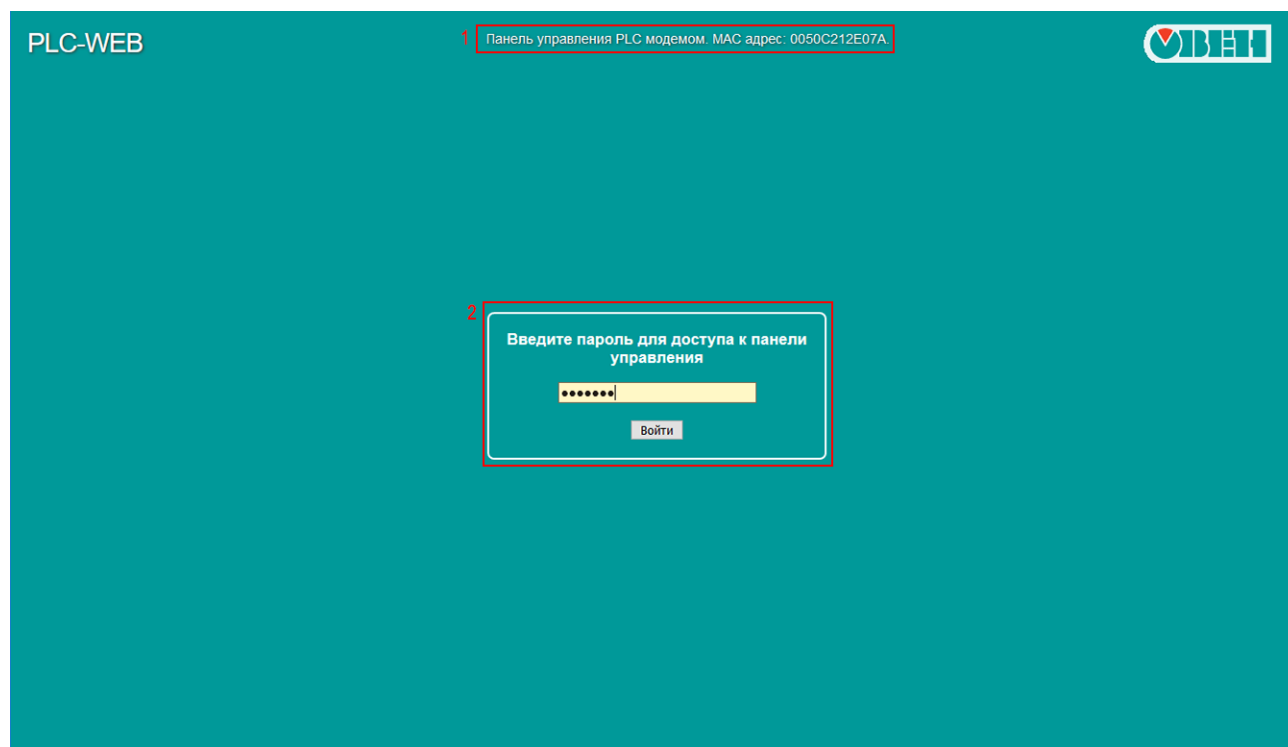 PLC-WEB
1 Панель управления PLC модемом. MAC адрес: 0050C212E07A.
ОВЕН
2
Введите пароль для доступа к панели
управления
•••••••
Войти